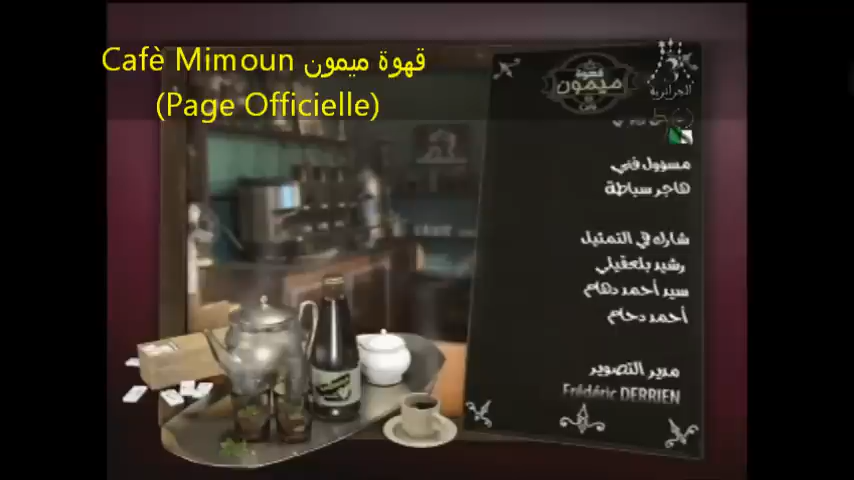 Cafè Mimoun قهوة ميمون
(Page Officielle)
قهوة
ميمون
الجزائرية
50
مسؤول فني
هاجر سباطة
شارك في التمثيل
رشيد بلعقيلي
سيد أحمد دهام
أحمد دحام
مدير التصوير
Frédéric DERRIEN